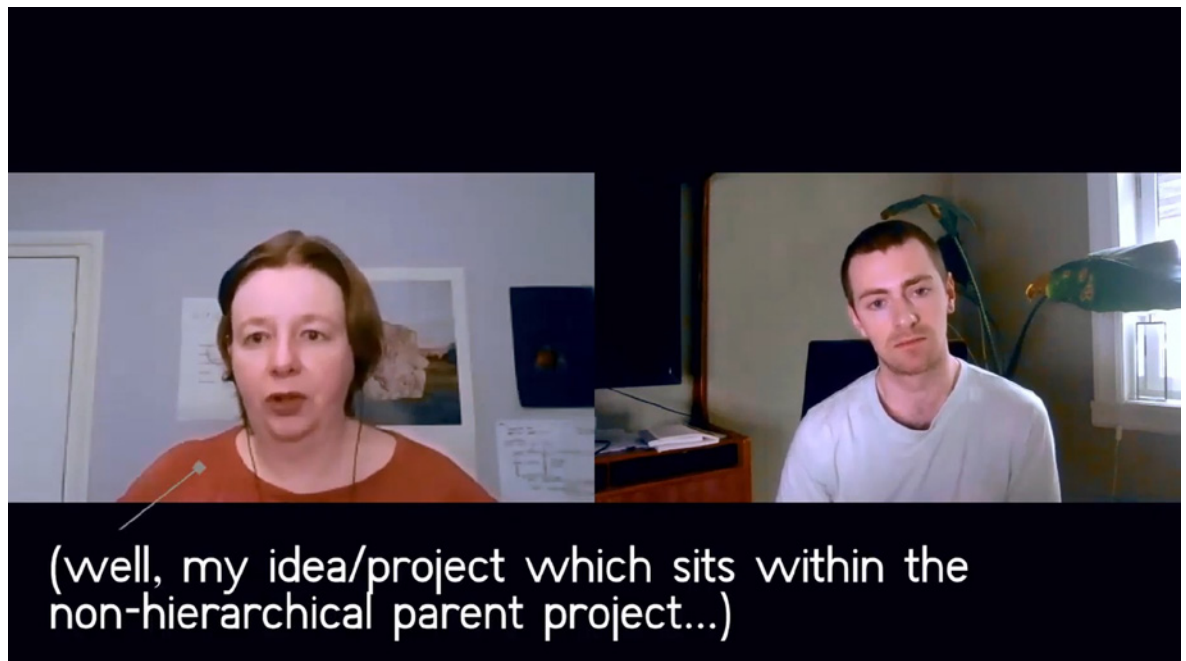 (well, my idea/project which sits within the
non-hierarchical parent project...)